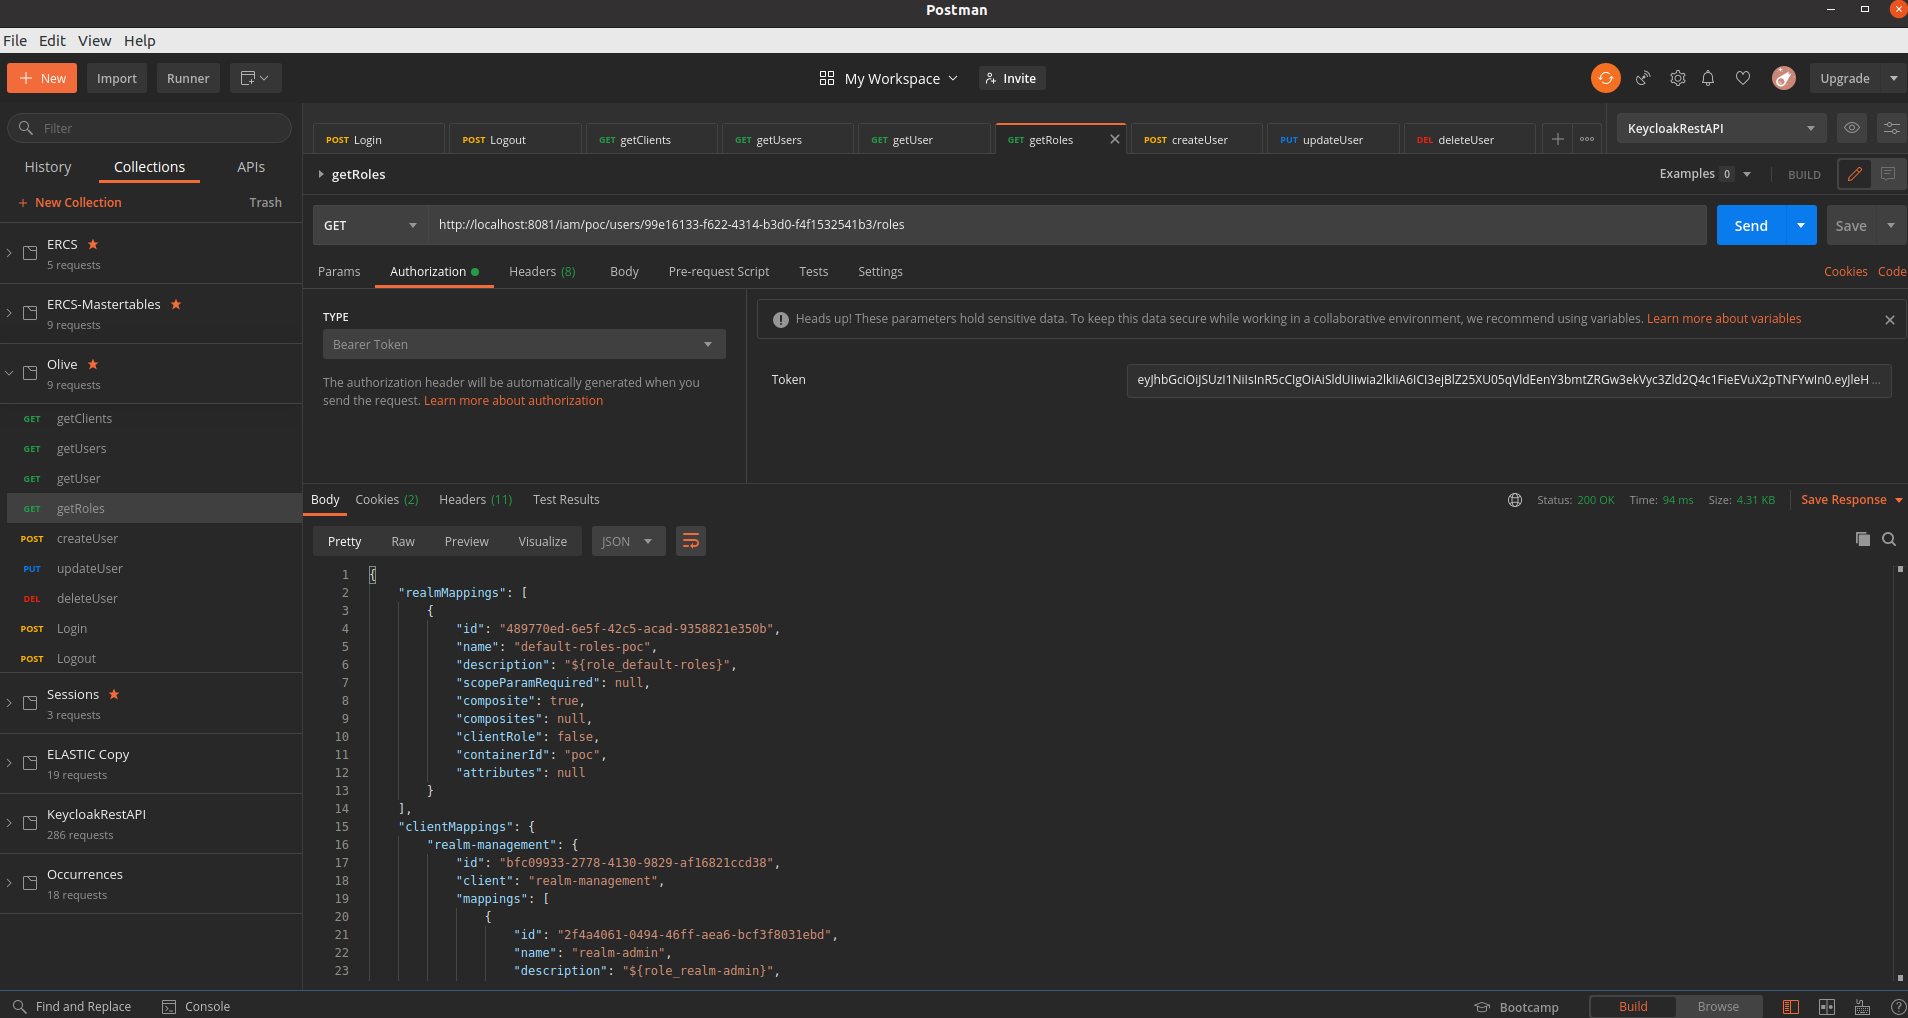 Postman
File Edit View Help
New Import Runner My Workspace Invite Upgrade
Filter
History Collections APIs
+ New Collection Trash
ERCS
5 requests
ERCS-Mastertables
9 requests
Olive
9 requests
GET getClients
GET getUsers
GET getUser
GET getRoles
POST createUser
PUT updateUser
DEL deleteUser
POST Login
POST Logout
Sessions
3 requests
ELASTIC Copy
19 requests
KeycloakRestAPI
286 requests
Occurrences
18 requests
POST Login POST Logout GET getClients GET getUsers GET getUser GET getRoles POST createUser PUT updateUser DEL deleteUser KeycloakRestAPI
getRoles Examples 0 BUILD
GET http://localhost:8081/iam/poc/users/99e16133-f622-4314-b3d0-f4f1532541b3/roles Send Save
Params Authorization Headers (8) Body Pre-request Script Tests Settings Cookies Code
TYPE
Bearer Token
The authorization header will be automatically generated when you
send the request. Learn more about authorization
Heads up! These parameters hold sensitive data. To keep this data secure while working in a collaborative environment, we recommend using variables. Learn more about variables
Token
Body Cookies (2) Headers (11) Test Results Status: 200 OK Time: 94 ms Size: 4.31 KB Save Response
Pretty Raw Preview Visualize JSON
1 {
2 "realmMappings": [
3 {
4 "id": "489770ed-6e5f-42c5-acad-9358821e350b",
5 "name": "default-roles-poc",
6 "description": "${role_default-roles}",
7 "scopeParamRequired": null,
8 "composite": true,
9 "composites": null,
10 "clientRole": false,
11 "containerId": "poc",
12 "attributes": null
13 }
14 ],
15 "clientMappings": {
16 "realm-management": {
17 "id": "bfc09933-2778-4130-9829-af16821ccd38",
18 "client": "realm-management",
19 "mappings": [
20 {
21 "id": "2f4a4061-0494-46ff-aea6-bcf3f8031ebd",
22 "name": "realm-admin",
23 "description": "${role_realm-admin}",
Find and Replace Console Bootcamp Build Browse